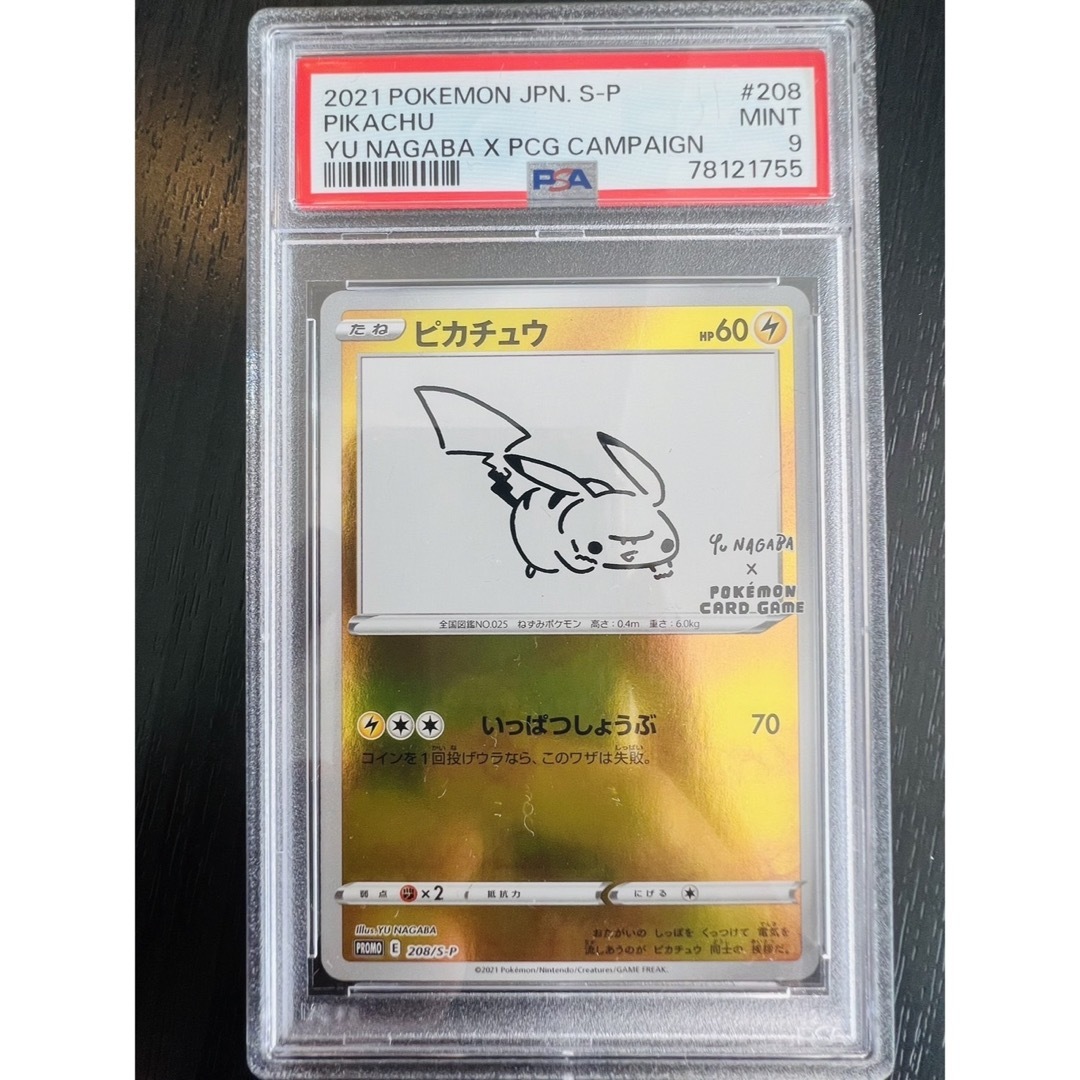 2021 POKEMON JPN. S-P #208
PIKACHU MINT
YU NAGABA X PCG CAMPAIGN 9
PSA 78121755
たね ピカチュウ HP60
Yu NAGABA
×
POKÉMON
CARD GAME
全国図鑑NO.025 ねずみポケモン 高さ:0.4m 重さ:6.0kg
いっぱつしょうぶ 70
コインを1回投げウラなら、このワザは失敗。
弱点 ×2 抵抗力 にげる
Illus. YU NAGABA
おたがいの しっぽを くっつけて 電気を
流しあうのが ピカチュウ 同士の 挨拶だ。
PROMO E 208/S-P
©2021 Pokémon/Nintendo/Creatures/GAME FREAK.